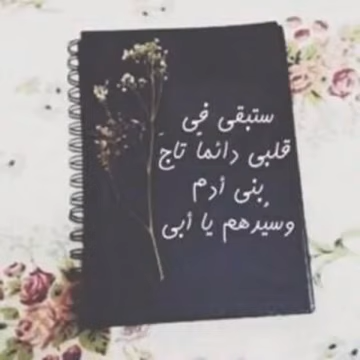 ستبقى في
قلبي دائما تاجَ
بني أدم
وسيدهم يا أبي